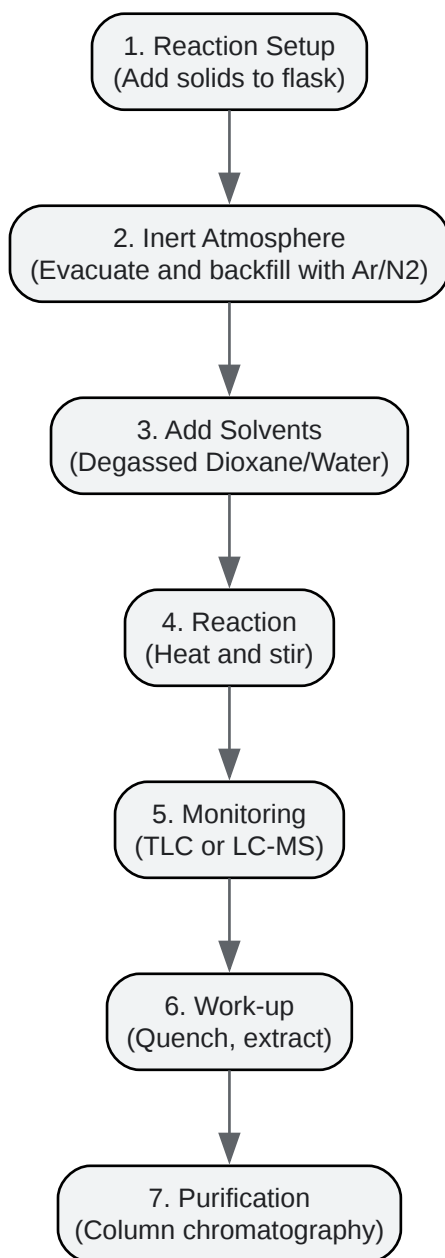 1. Reaction Setup
(Add solids to flask)
2. Inert Atmosphere
(Evacuate and backfill with Ar/N2)
3. Add Solvents
(Degassed Dioxane/Water)
4. Reaction
(Heat and stir)
5. Monitoring
(TLC or LC-MS)
6. Work-up
(Quench, extract)
7. Purification
(Column chromatography)